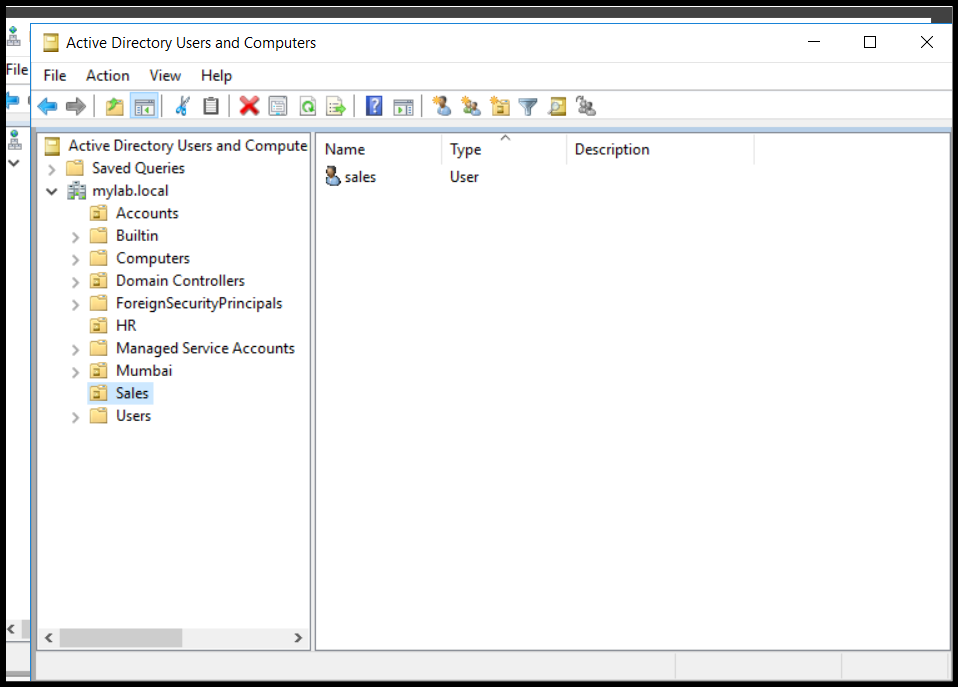 Active Directory Users and Computers
File
File Action View Help
Active Directory Users and Compute
Saved Queries
mylab.local
Accounts
Builtin
Computers
Domain Controllers
ForeignSecurityPrincipals
HR
Managed Service Accounts
Mumbai
Sales
Users
Name Type Description
sales User